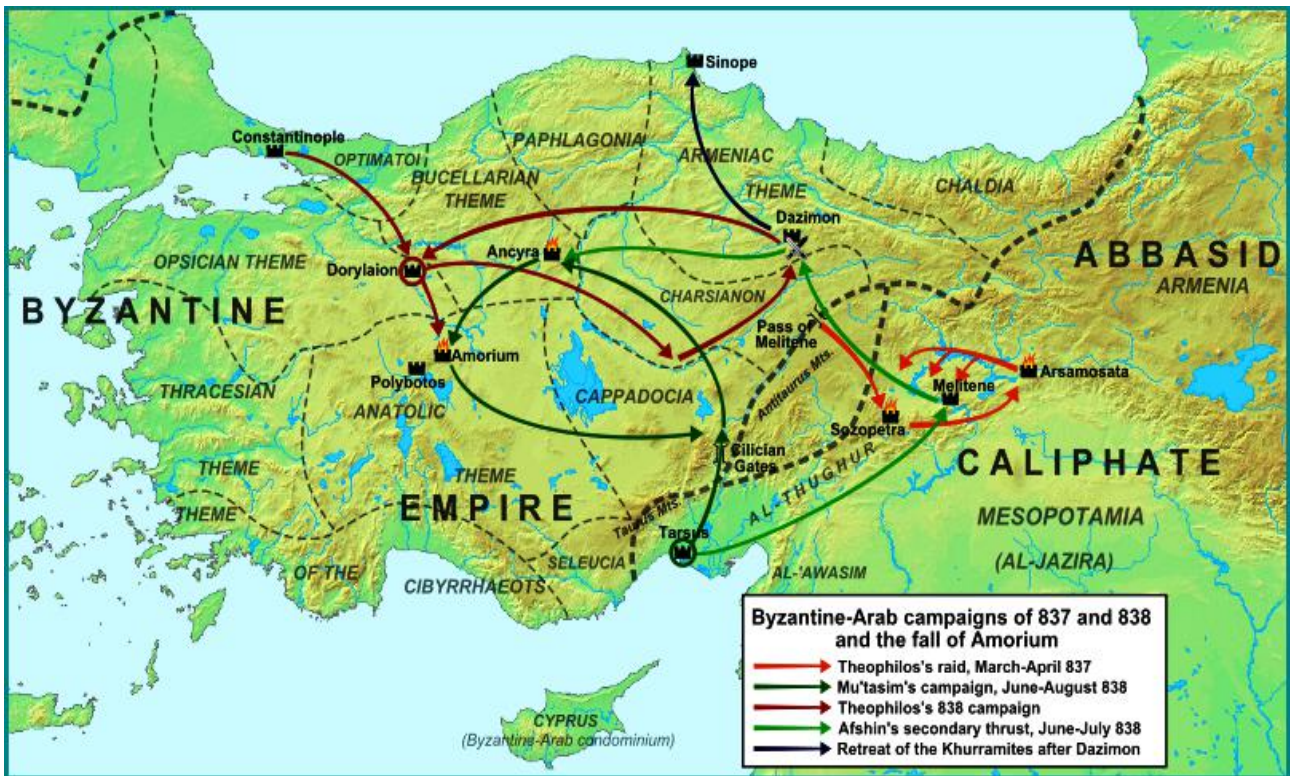 Sinope
Constantinople
OPTIMATOI
PAPHLAGONIA
ARMENIAC
THEME
BUCELLARIAN
THEME
CHALDIA
Dazimon
Ancyra
OPSICIAN THEME
Dorylaion
ABBASID
ARMENIA
BYZANTINE
CHARSIANON
Pass of
Melitene
Amorium
Polybotos
Arsamosata
THRACESIAN
THEME
ANATOLIC
THEME
CAPPADOCIA
Antitaurus Mts.
Melitene
Sozopetra
Cilician
Gates
CALIPHATE
EMPIRE
AL-THUGHUR
Taurus Mts.
MESOPOTAMIA
(AL-JAZIRA)
THEME
OF THE
CIBYRRHAEOTS
SELEUCIA
Tarsus
AL-'AWASIM
CYPRUS
(Byzantine-Arab condominium)
Byzantine-Arab campaigns of 837 and 838
and the fall of Amorium
Theophilos's raid, March-April 837
Mu'tasim's campaign, June-August 838
Theophilos's 838 campaign
Afshin's secondary thrust, June-July 838
Retreat of the Khurramites after Dazimon